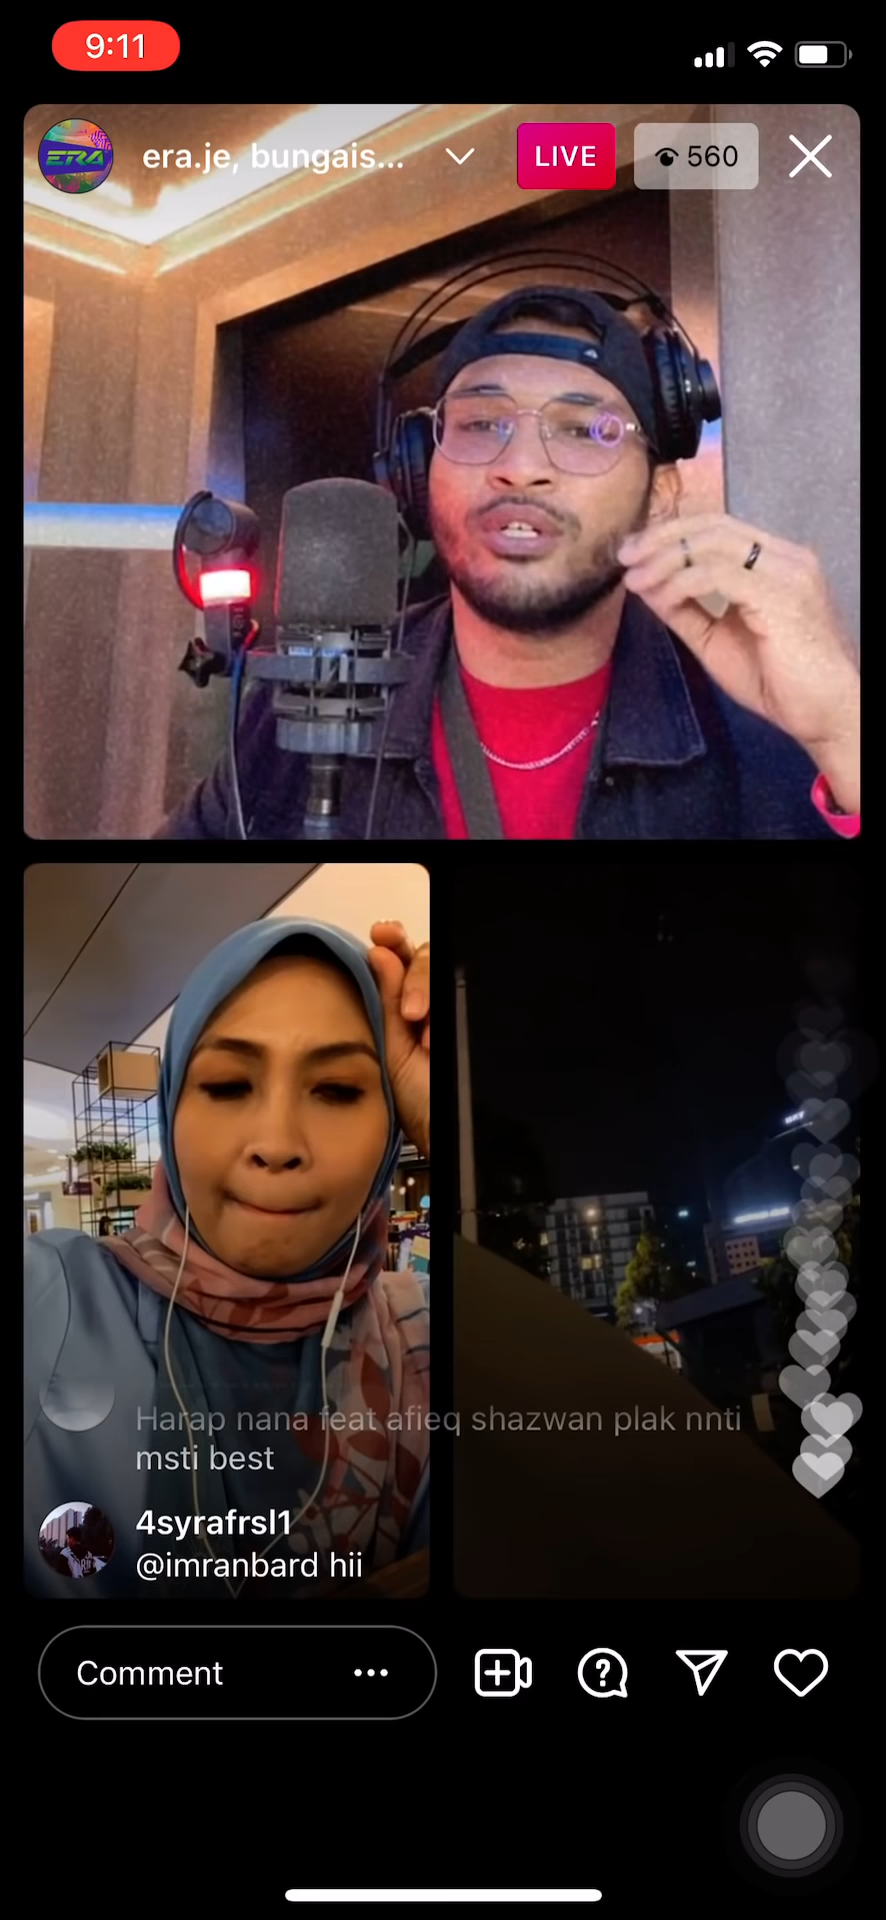 9:11
ERA
era.je, bungais...
LIVE
560
Harap nana feat afieq shazwan plak nnti
msti best
4syrafrsl1
@imranbard hii
Comment